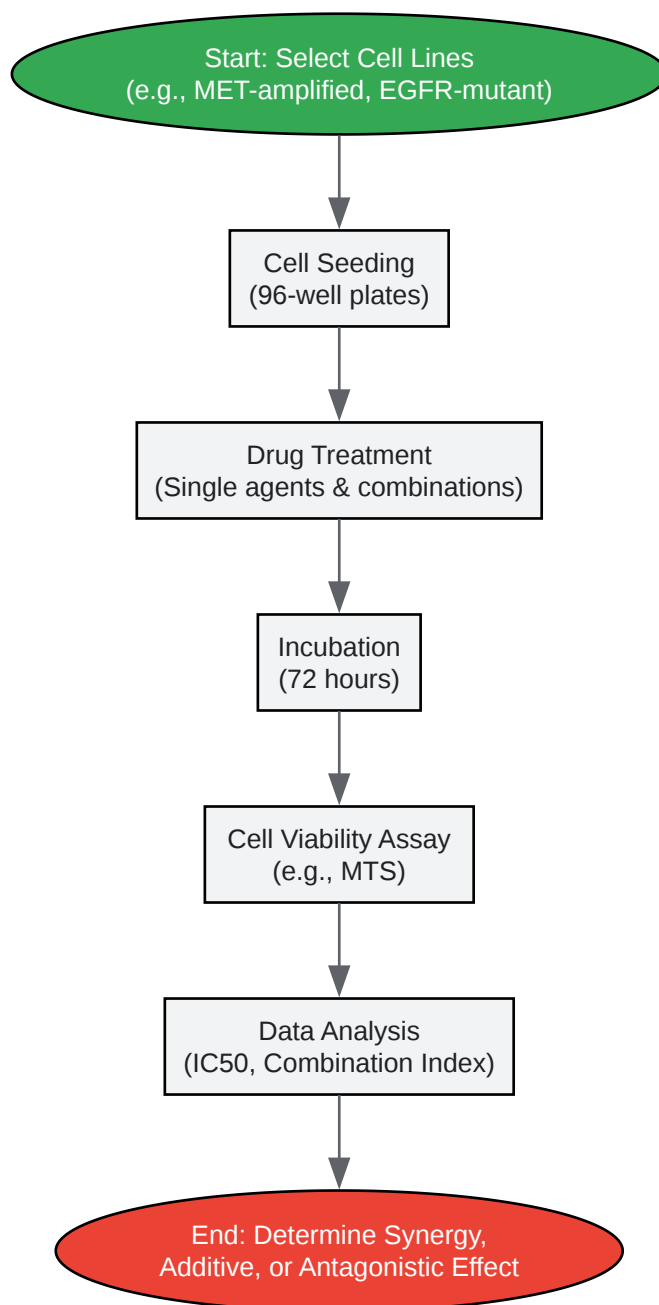 Start: Select Cell Lines
(e.g., MET-amplified, EGFR-mutant)
Cell Seeding
(96-well plates)
Drug Treatment
(Single agents & combinations)
Incubation
(72 hours)
Cell Viability Assay
(e.g., MTS)
Data Analysis
(IC50, Combination Index)
End: Determine Synergy,
Additive, or Antagonistic Effect